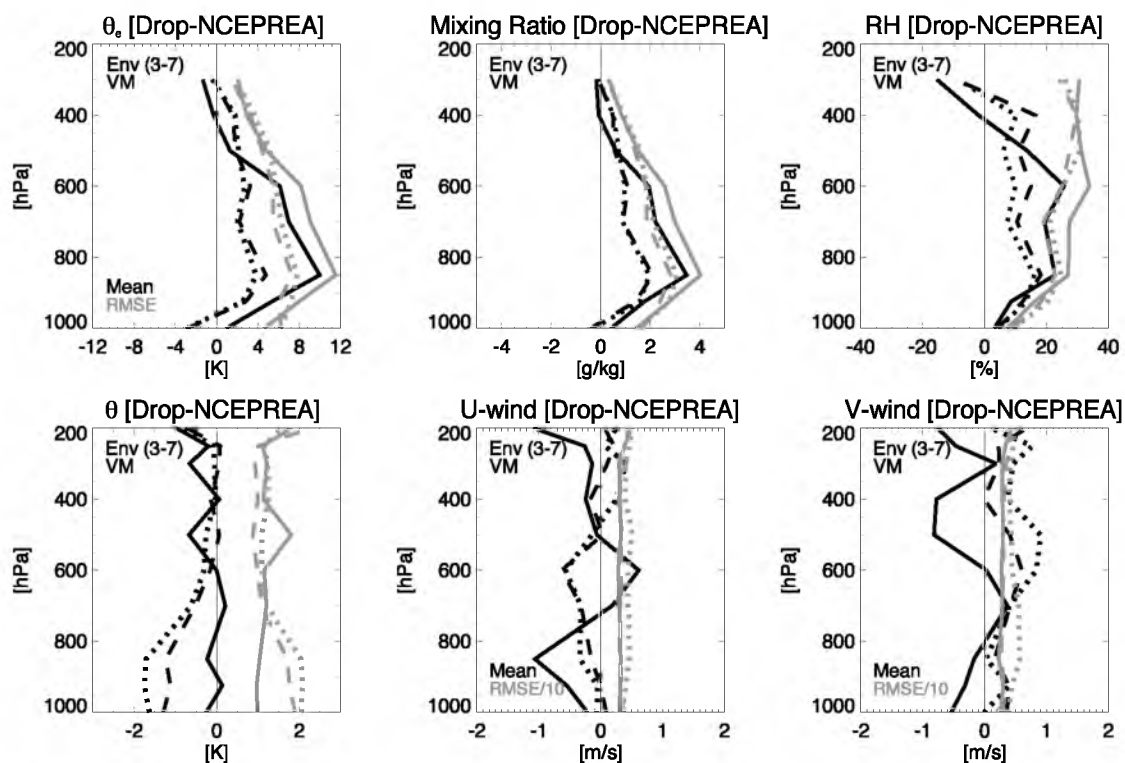 θe [Drop-NCEPREA]
200
400
600
800
1000
[hPa]
Env (3-7)
VM
Mean
RMSE
-12 -8 -4 0 4 8 12
[K]
Mixing Ratio [Drop-NCEPREA]
200
400
600
800
1000
[hPa]
Env (3-7)
VM
-4 -2 0 2 4
[g/kg]
RH [Drop-NCEPREA]
200
400
600
800
1000
[hPa]
Env (3-7)
VM
-40 -20 0 20 40
[%]
θ [Drop-NCEPREA]
200
400
600
800
1000
[hPa]
Env (3-7)
VM
-2 0 2
[K]
U-wind [Drop-NCEPREA]
200
400
600
800
1000
[hPa]
Env (3-7)
VM
Mean
RMSE/10
-2 -1 0 1 2
[m/s]
V-wind [Drop-NCEPREA]
200
400
600
800
1000
[hPa]
Env (3-7)
VM
Mean
RMSE/10
-2 -1 0 1 2
[m/s]